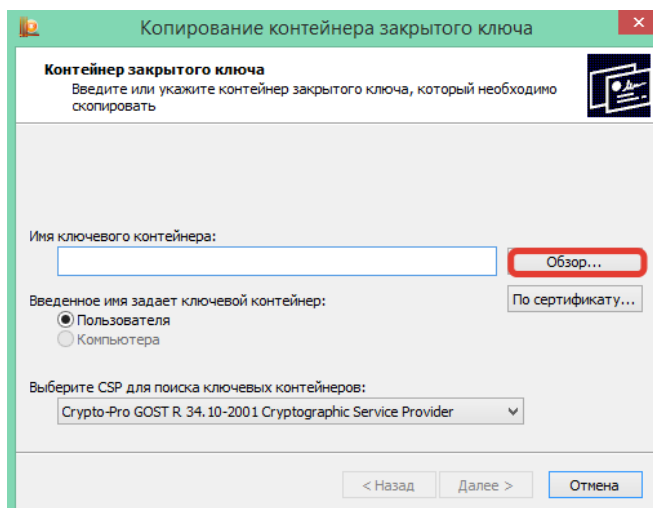 Копирование контейнера закрытого ключа
Контейнер закрытого ключа
Введите или укажите контейнер закрытого ключа, который необходимо
скопировать
Имя ключевого контейнера:
Обзор...
Введенное имя задает ключевой контейнер:
По сертификату...
Пользователя
Компьютера
Выберите CSP для поиска ключевых контейнеров:
Crypto-Pro GOST R 34.10-2001 Cryptographic Service Provider
< Назад
Далее >
Отмена